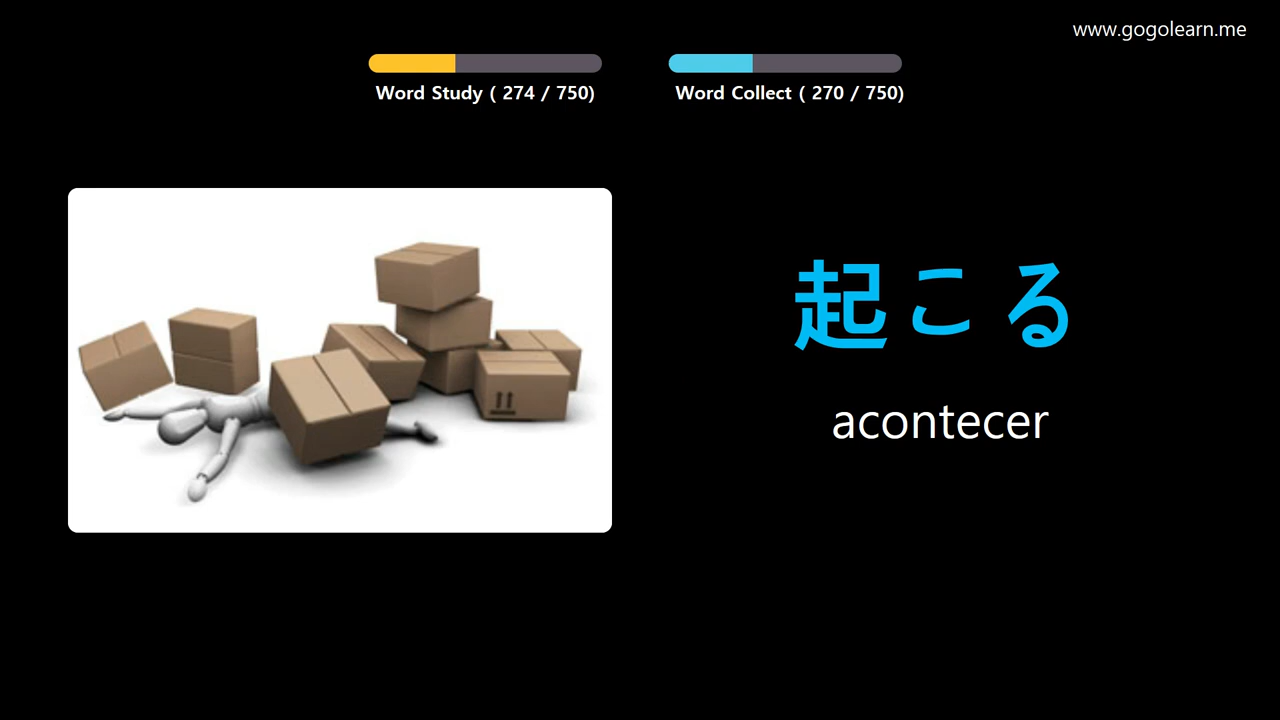 www.gogolearn.me
Word Study ( 274 / 750)
Word Collect ( 270 / 750)
起こる
acontecer